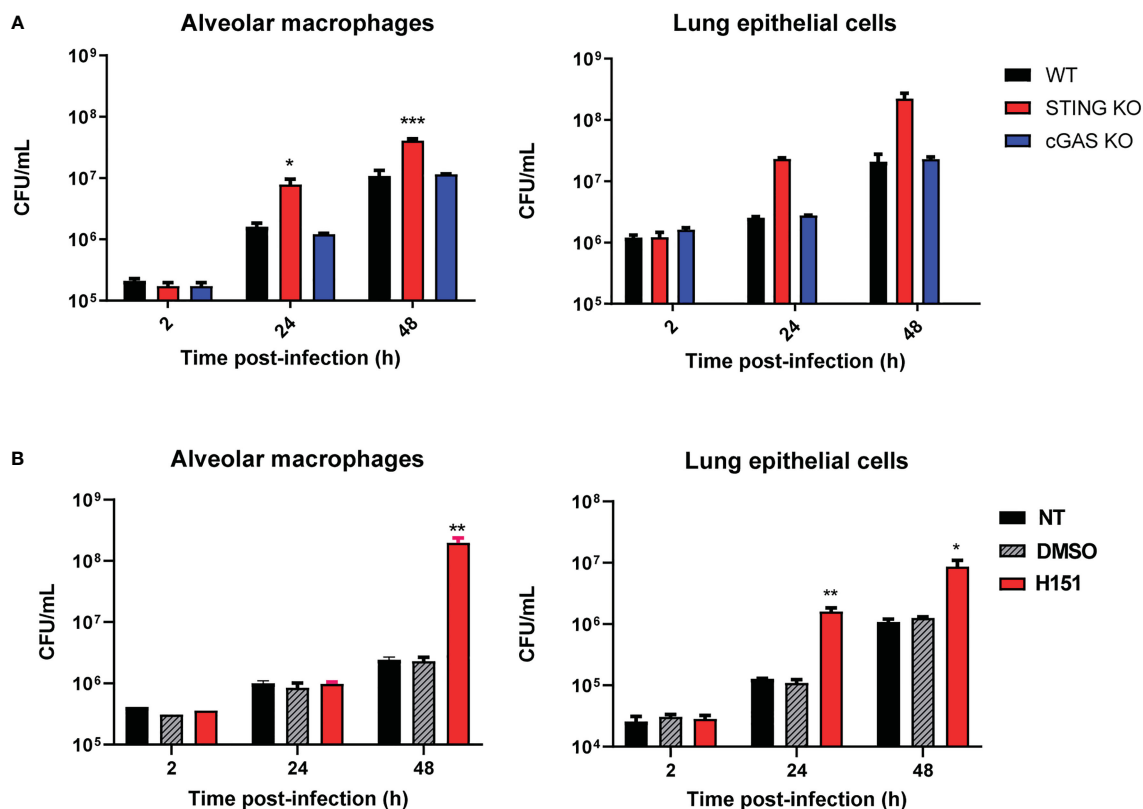 A
Alveolar macrophages
Lung epithelial cells
10⁹
10⁸
10⁷
10⁶
10⁵
CFU/mL
*
***
2
24
48
Time post-infection (h)
10⁹
10⁸
10⁷
10⁶
10⁵
CFU/mL
2
24
48
Time post-infection (h)
WT
STING KO
cGAS KO
B
Alveolar macrophages
Lung epithelial cells
10⁹
10⁸
10⁷
10⁶
10⁵
CFU/mL
**
2
24
48
Time post-infection (h)
10⁸
10⁷
10⁶
10⁵
10⁴
CFU/mL
**
*
2
24
48
Time post-infection (h)
NT
DMSO
H151